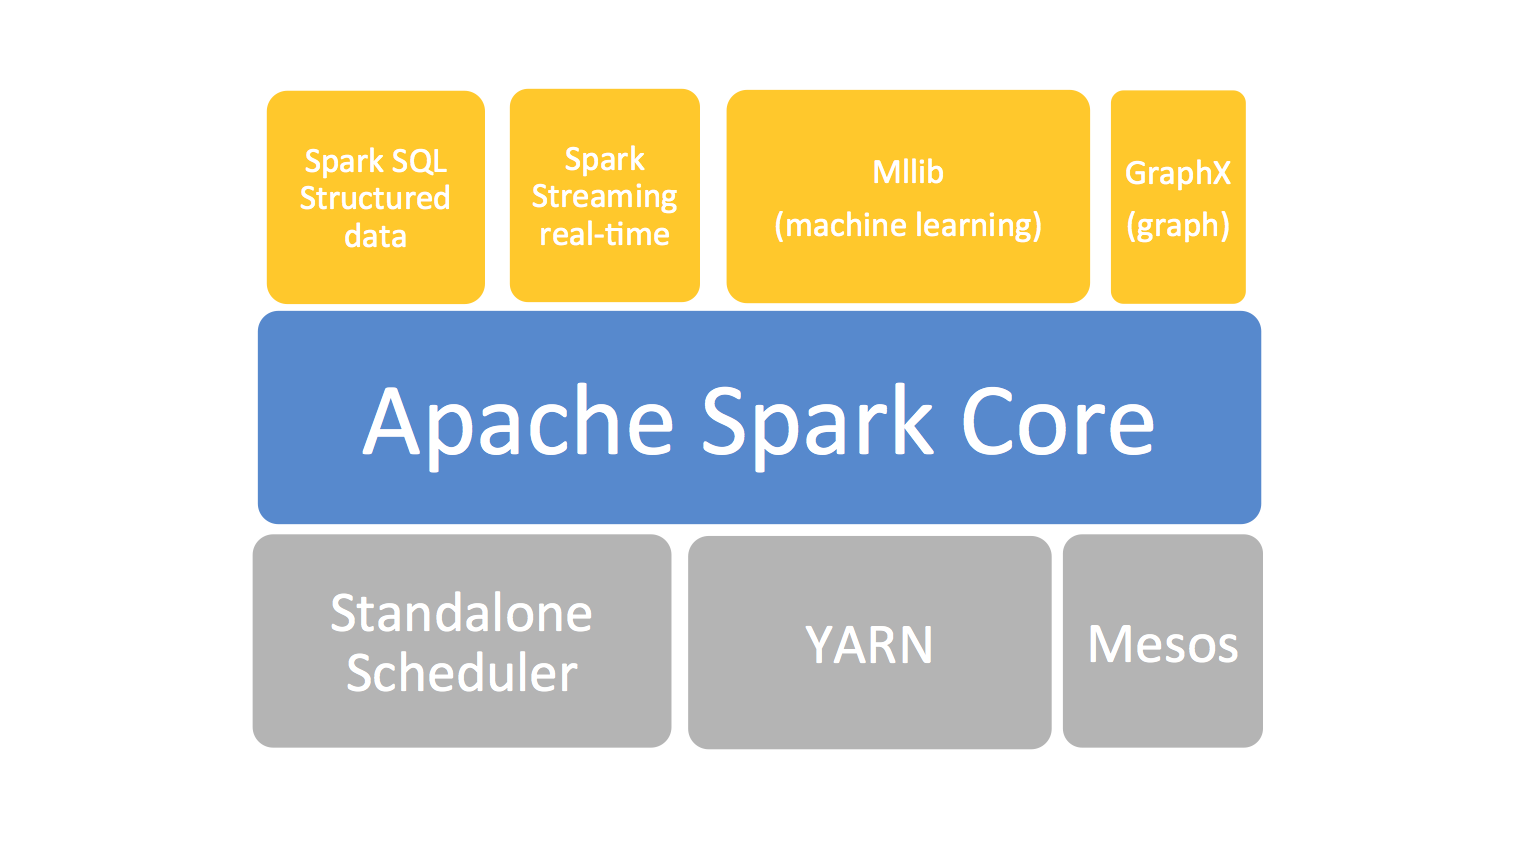 Spark SQL
Structured
data
Spark
Streaming
real-time
Mllib
(machine learning)
GraphX
(graph)
Apache Spark Core
Standalone
Scheduler
YARN
Mesos